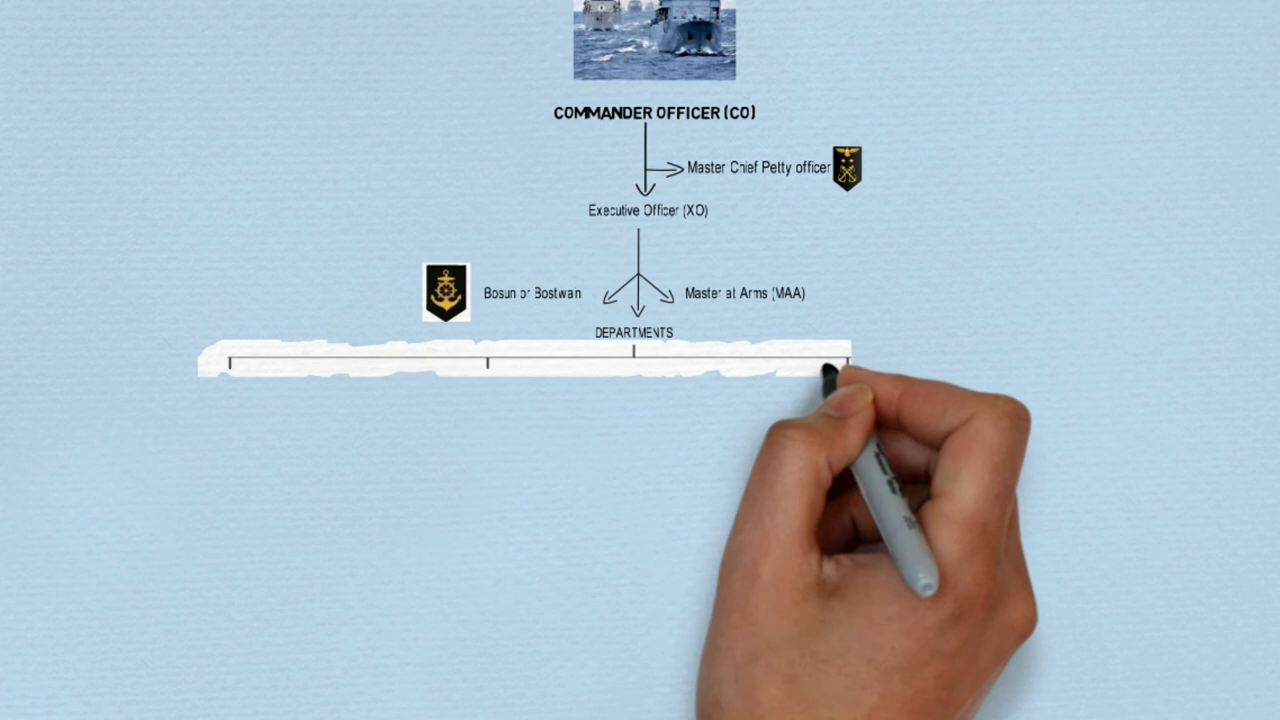 COMMANDER OFFICER (CO)
Master Chief Petty officer
Executive Officer (XO)
Bosun or Bostwan
Master at Arms (MAA)
DEPARTMENTS